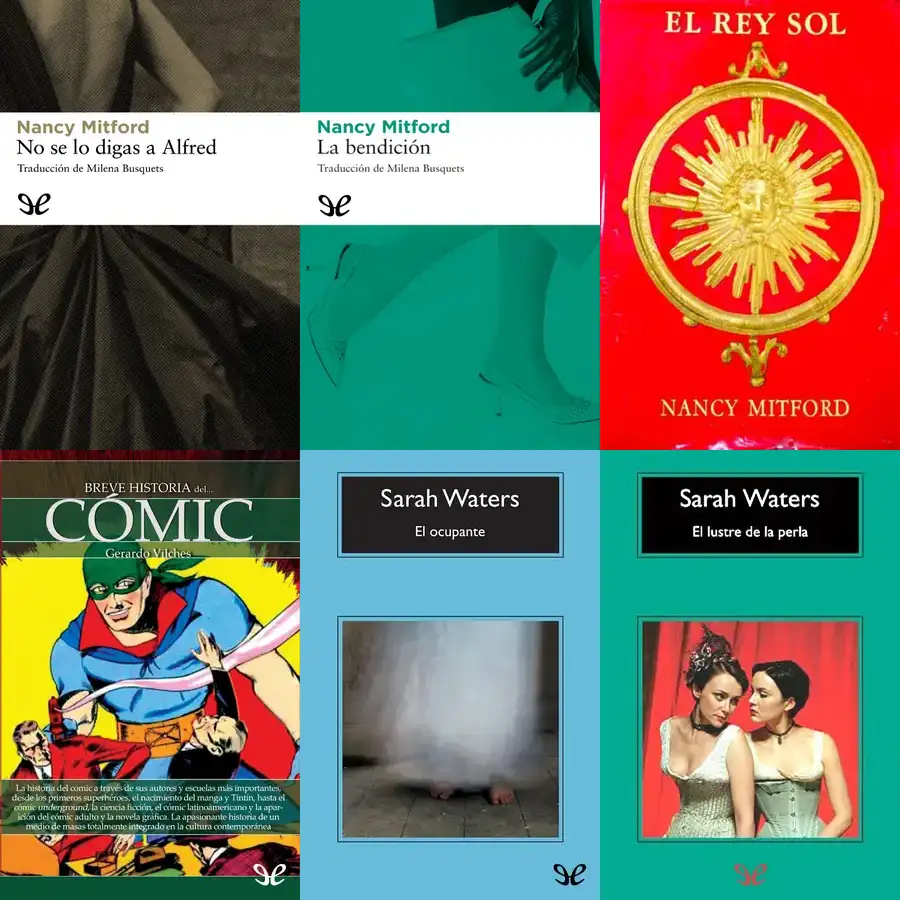 Nancy Mitford
No se lo digas a Alfred
Traducción de Milena Busquets
Nancy Mitford
La bendición
Traducción de Milena Busquets
EL REY SOL
NANCY MITFORD
BREVE HISTORIA del...
CÓMIC
Gerardo Vilches
La historia del comic a través de sus autores y escuelas más importantes,
desde los primeros superhéroes, el nacimiento del manga y Tintín, hasta el
cómic underground, la ciencia ficción, el cómic latinoamericano y la apar-
ición del cómic adulto y la novela gráfica. La apasionante historia de un
medio de masas totalmente integrado en la cultura contemporánea
Sarah Waters
El ocupante
Sarah Waters
El lustre de la perla